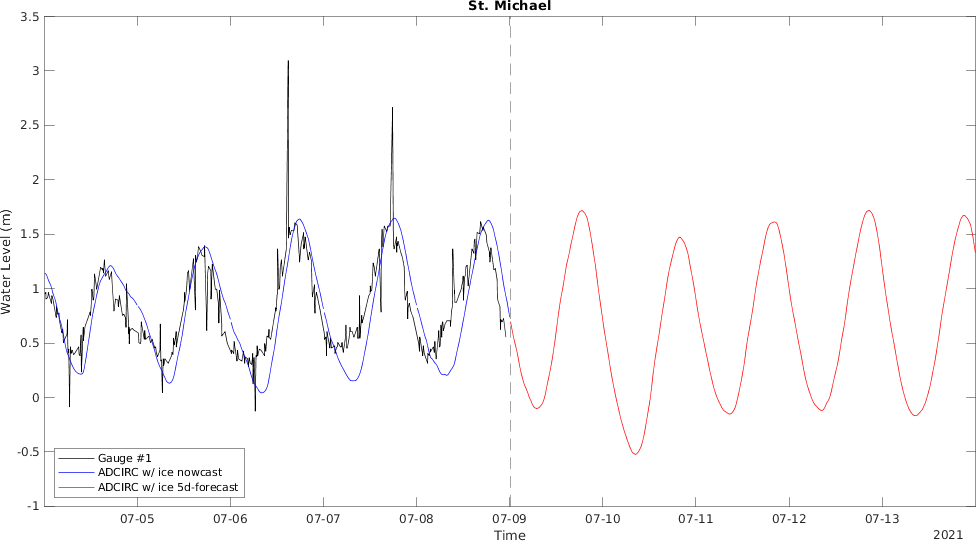 St. Michael
3.5
3
2.5
2
1.5
1
0.5
0
-0.5
-1
Water Level (m)
Gauge #1
ADCIRC w/ ice nowcast
ADCIRC w/ ice 5d-forecast
07-05 07-06 07-07 07-08 07-09 07-10 07-11 07-12 07-13
Time
2021